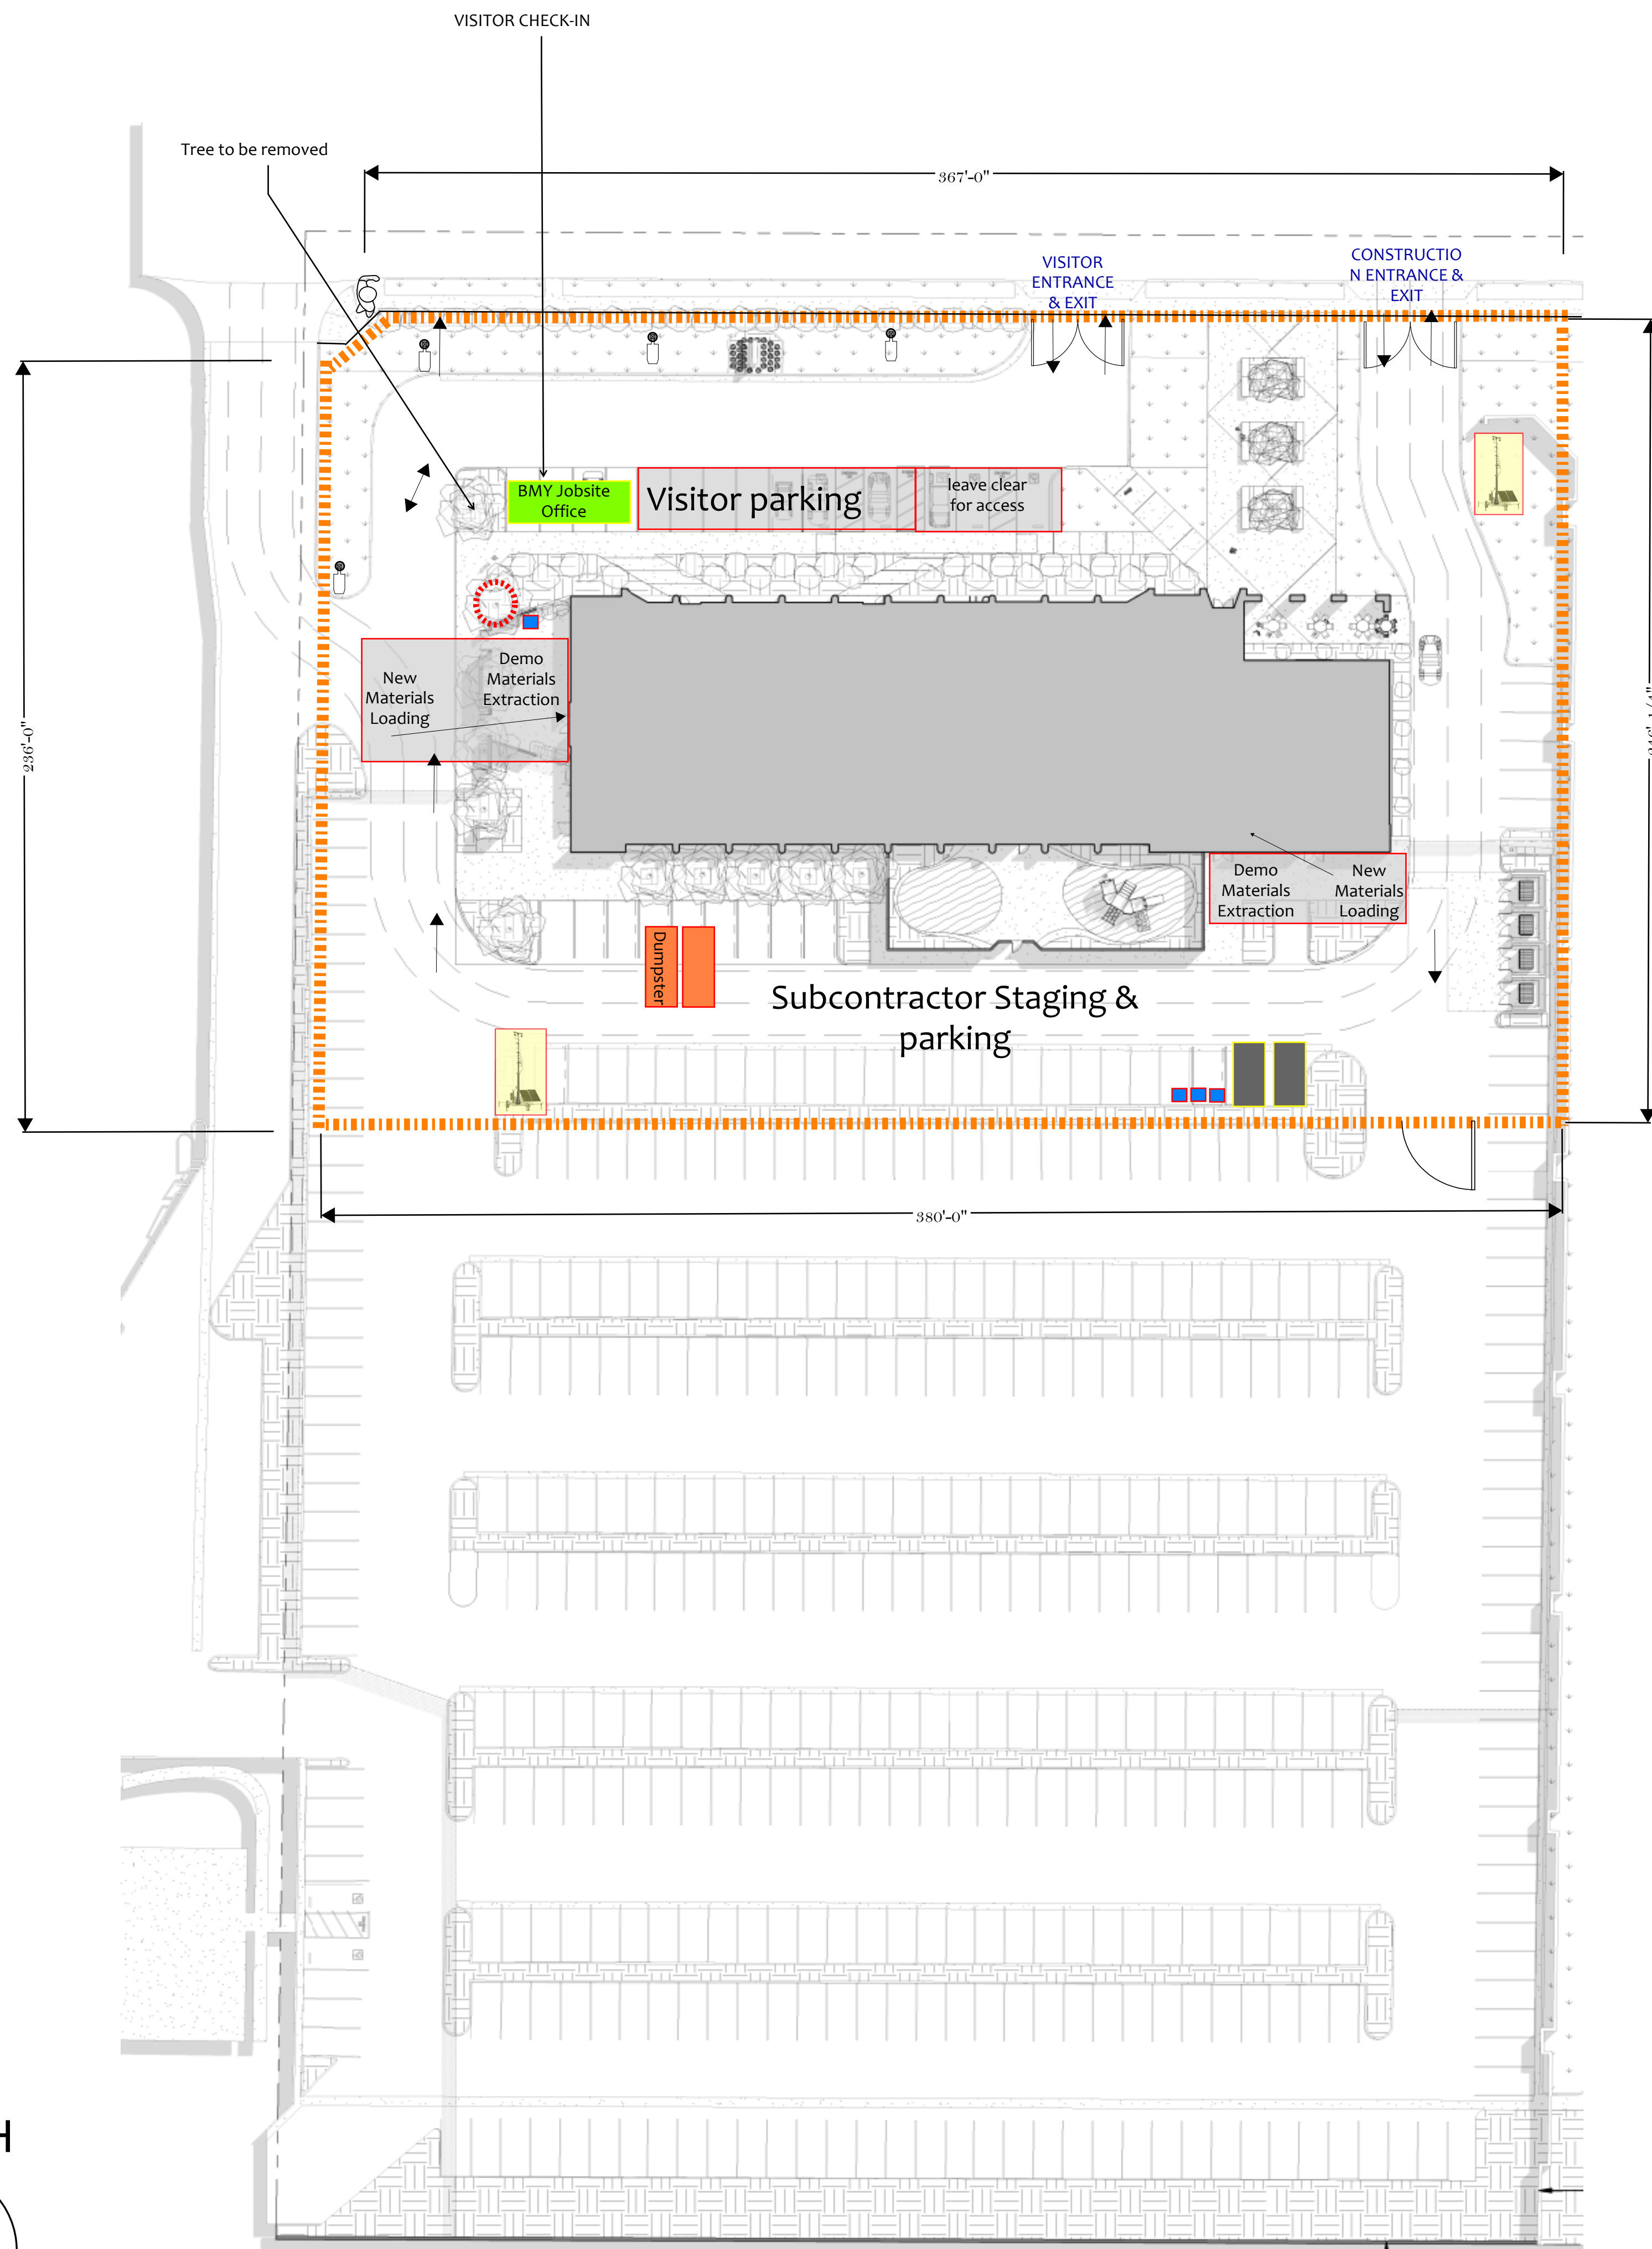 VISITOR CHECK-IN
Tree to be removed
367'-0"
VISITOR
ENTRANCE
& EXIT
CONSTRUCTIO
N ENTRANCE &
EXIT
BMY Jobsite
Office
Visitor parking
leave clear
for access
New
Materials
Loading
Demo
Materials
Extraction
236'-0"
Demo
Materials
Extraction
New
Materials
Loading
Dumpster
Subcontractor Staging &
parking
380'-0"
H